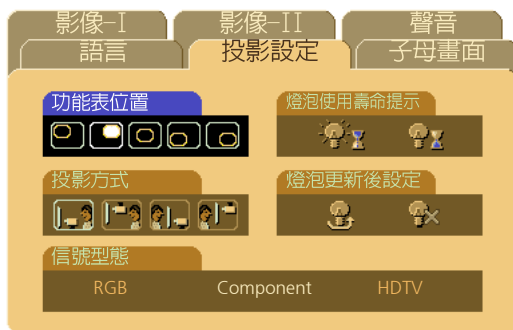 影像-I 影像-II 聲音
語言 投影設定 子母畫面
功能表位置 燈泡使用壽命提示
投影方式 燈泡更新後設定
信號型態
RGB Component HDTV